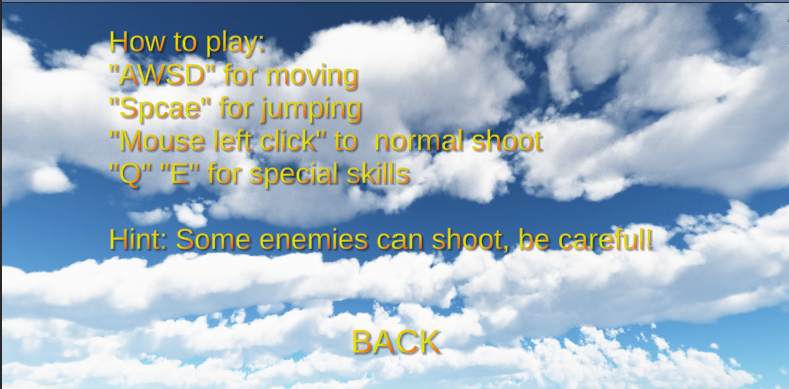 How to play:
"AWSD" for moving
"Spcae" for jumping
"Mouse left click" to  normal shoot
"Q" "E" for special skills
Hint: Some enemies can shoot, be careful!
BACK